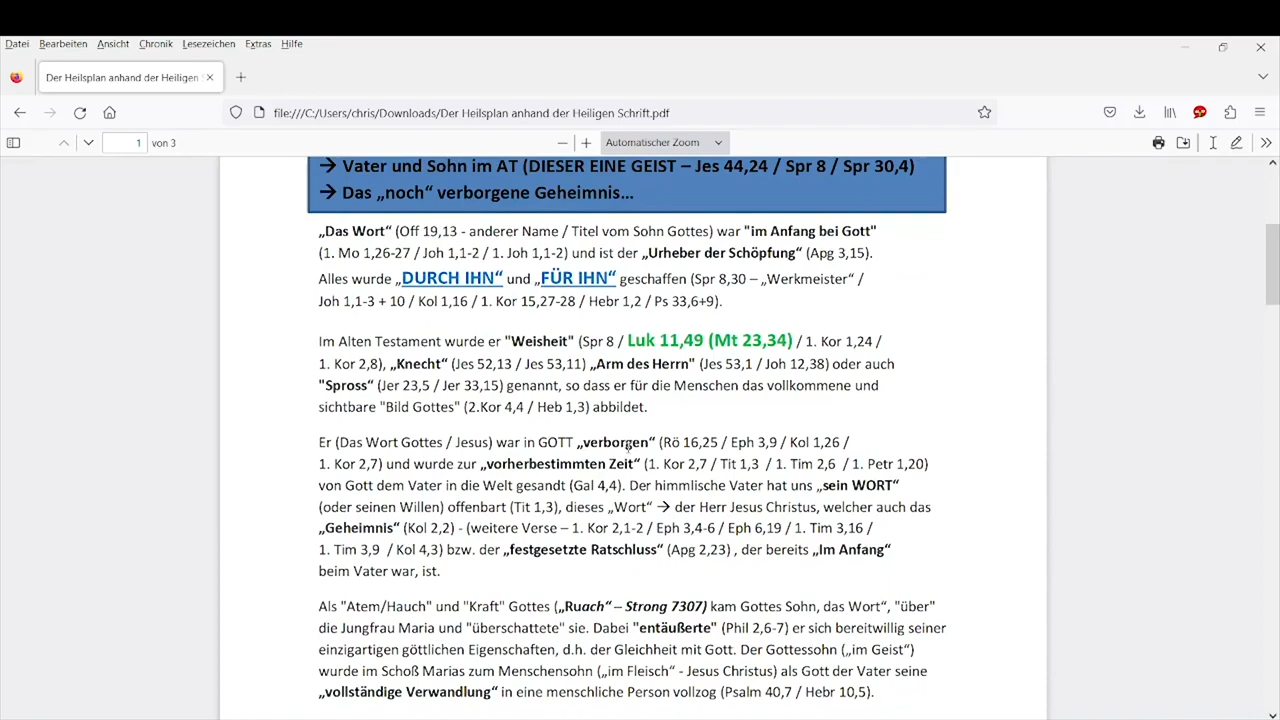 Datei Bearbeiten Ansicht Chronik Lesezeichen Extras Hilfe
Der Heilsplan anhand der Heiligen
file:///C:/Users/chris/Downloads/Der Heilsplan anhand der Heiligen Schrift.pdf
1 von 3 Automatischer Zoom
→ Vater und Sohn im AT (DIESER EINE GEIST – Jes 44,24 / Spr 8 / Spr 30,4)
→ Das „noch“ verborgene Geheimnis…
„Das Wort“ (Off 19,13 - anderer Name / Titel vom Sohn Gottes) war "im Anfang bei Gott"
(1. Mo 1,26-27 / Joh 1,1-2 / 1. Joh 1,1-2) und ist der „Urheber der Schöpfung“ (Apg 3,15).
Alles wurde „DURCH IHN“ und „FÜR IHN“ geschaffen (Spr 8,30 – „Werkmeister“ /
Joh 1,1-3 + 10 / Kol 1,16 / 1. Kor 15,27-28 / Hebr 1,2 / Ps 33,6+9).
Im Alten Testament wurde er "Weisheit" (Spr 8 / Luk 11,49 (Mt 23,34) / 1. Kor 1,24 /
1. Kor 2,8), „Knecht“ (Jes 52,13 / Jes 53,11) „Arm des Herrn" (Jes 53,1 / Joh 12,38) oder auch
"Spross“ (Jer 23,5 / Jer 33,15) genannt, so dass er für die Menschen das vollkommene und
sichtbare "Bild Gottes" (2.Kor 4,4 / Heb 1,3) abbildet.
Er (Das Wort Gottes / Jesus) war in GOTT „verborgen“ (Rö 16,25 / Eph 3,9 / Kol 1,26 /
1. Kor 2,7) und wurde zur „vorherbestimmten Zeit“ (1. Kor 2,7 / Tit 1,3 / 1. Tim 2,6 / 1. Petr 1,20)
von Gott dem Vater in die Welt gesandt (Gal 4,4). Der himmlische Vater hat uns „sein WORT“
(oder seinen Willen) offenbart (Tit 1,3), dieses „Wort“ → der Herr Jesus Christus, welcher auch das
„Geheimnis“ (Kol 2,2) - (weitere Verse – 1. Kor 2,1-2 / Eph 3,4-6 / Eph 6,19 / 1. Tim 3,16 /
1. Tim 3,9 / Kol 4,3) bzw. der „festgesetzte Ratschluss“ (Apg 2,23) , der bereits „Im Anfang“
beim Vater war, ist.
Als "Atem/Hauch" und "Kraft" Gottes („Ruach“ – Strong 7307) kam Gottes Sohn, das Wort“, "über"
die Jungfrau Maria und "überschattete" sie. Dabei "entäußerte" (Phil 2,6-7) er sich bereitwillig seiner
einzigartigen göttlichen Eigenschaften, d.h. der Gleichheit mit Gott. Der Gottessohn („im Geist“)
wurde im Schoß Marias zum Menschensohn („im Fleisch“ - Jesus Christus) als Gott der Vater seine
„vollständige Verwandlung“ in eine menschliche Person vollzog (Psalm 40,7 / Hebr 10,5).